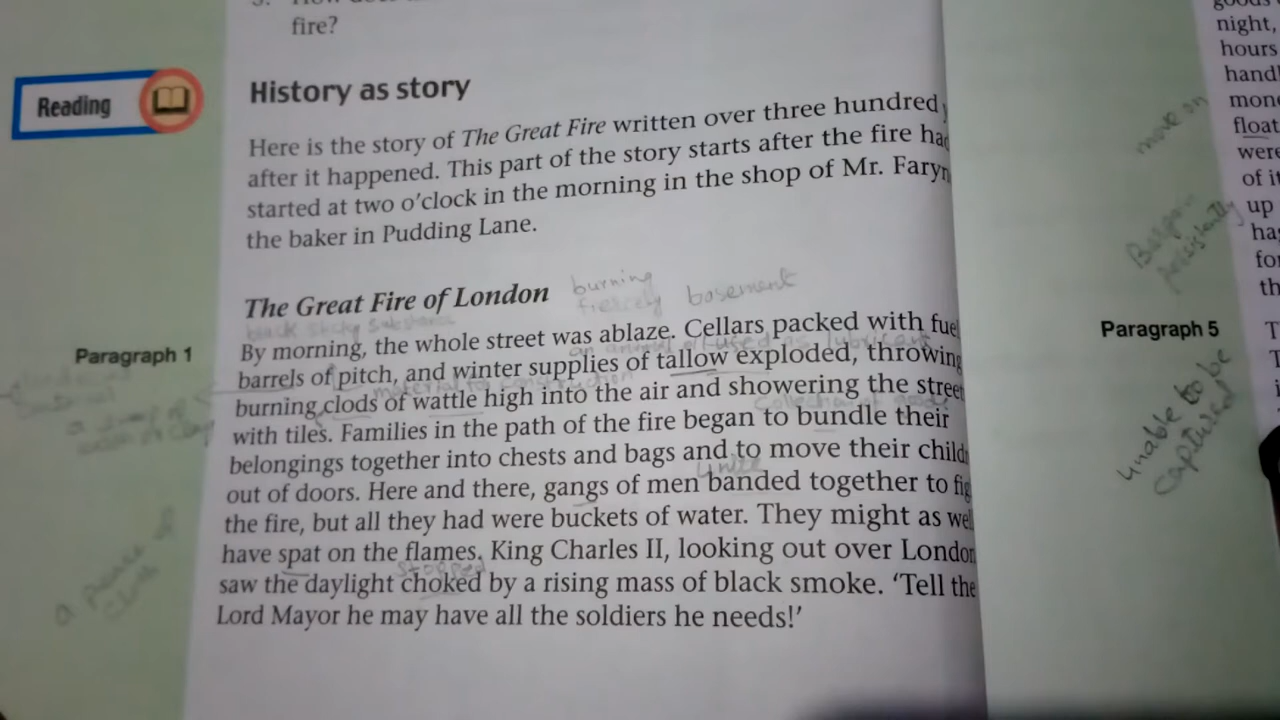 fire?
Reading
History as story
Here is the story of The Great Fire written over three hundred
after it happened. This part of the story starts after the fire had
started at two o'clock in the morning in the shop of Mr. Faryn
the baker in Pudding Lane.
The Great Fire of London
burning
fiercely
basement
black sticky substance
Paragraph 1
By morning, the whole street was ablaze. Cellars packed with fuel
barrels of pitch, and winter supplies of tallow exploded, throwing
burning clods of wattle high into the air and showering the street
with tiles. Families in the path of the fire began to bundle their
belongings together into chests and bags and to move their child
unite
out of doors. Here and there, gangs of men banded together to fig
the fire, but all they had were buckets of water. They might as wel
have spat on the flames. King Charles II, looking out over London
stopped
saw the daylight choked by a rising mass of black smoke. 'Tell the
Lord Mayor he may have all the soldiers he needs!'
move on
persistently
Paragraph 5
unable to be
captured
night,
hours
hand
mon
float
were
of it
up
ha
fo
th
T